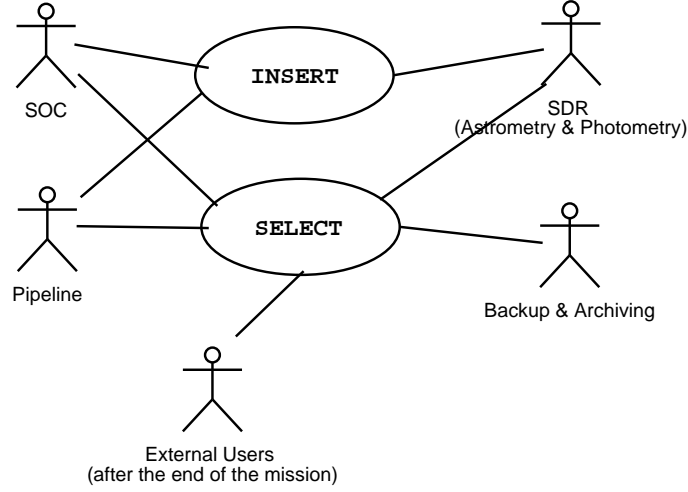 INSERT
SOC
SDR
(Astrometry & Photometry)
SELECT
Pipeline
Backup & Archiving
External Users
(after the end of the mission)